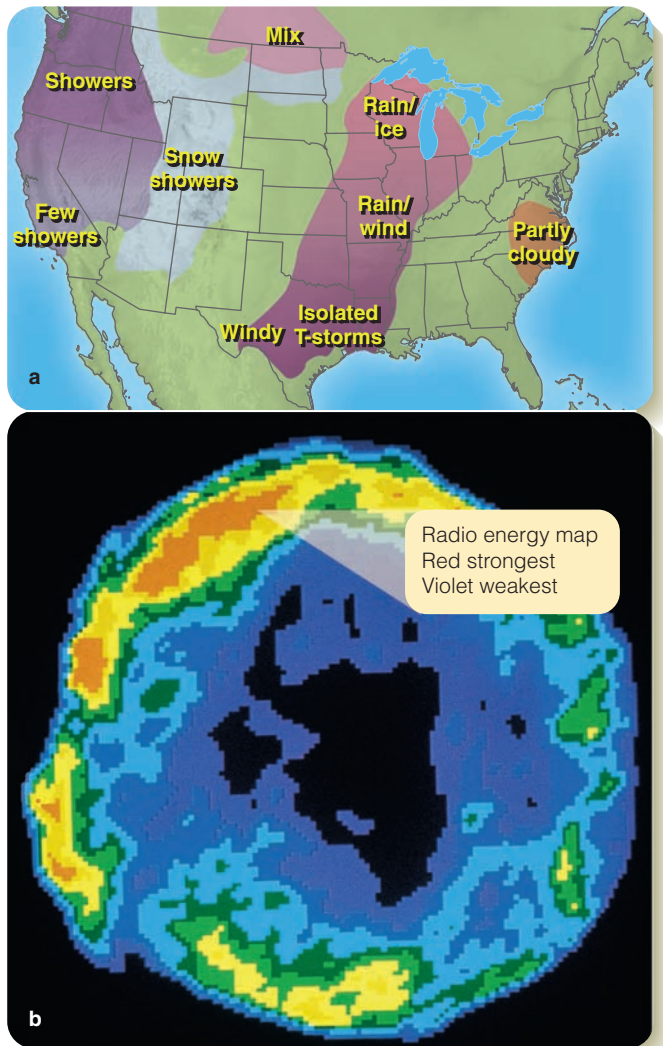 Mix
Showers
Rain/
ice
Snow
showers
Few
showers
Rain/
wind
Partly
cloudy
Windy
Isolated
T-storms
a
Radio energy map
Red strongest
Violet weakest
b